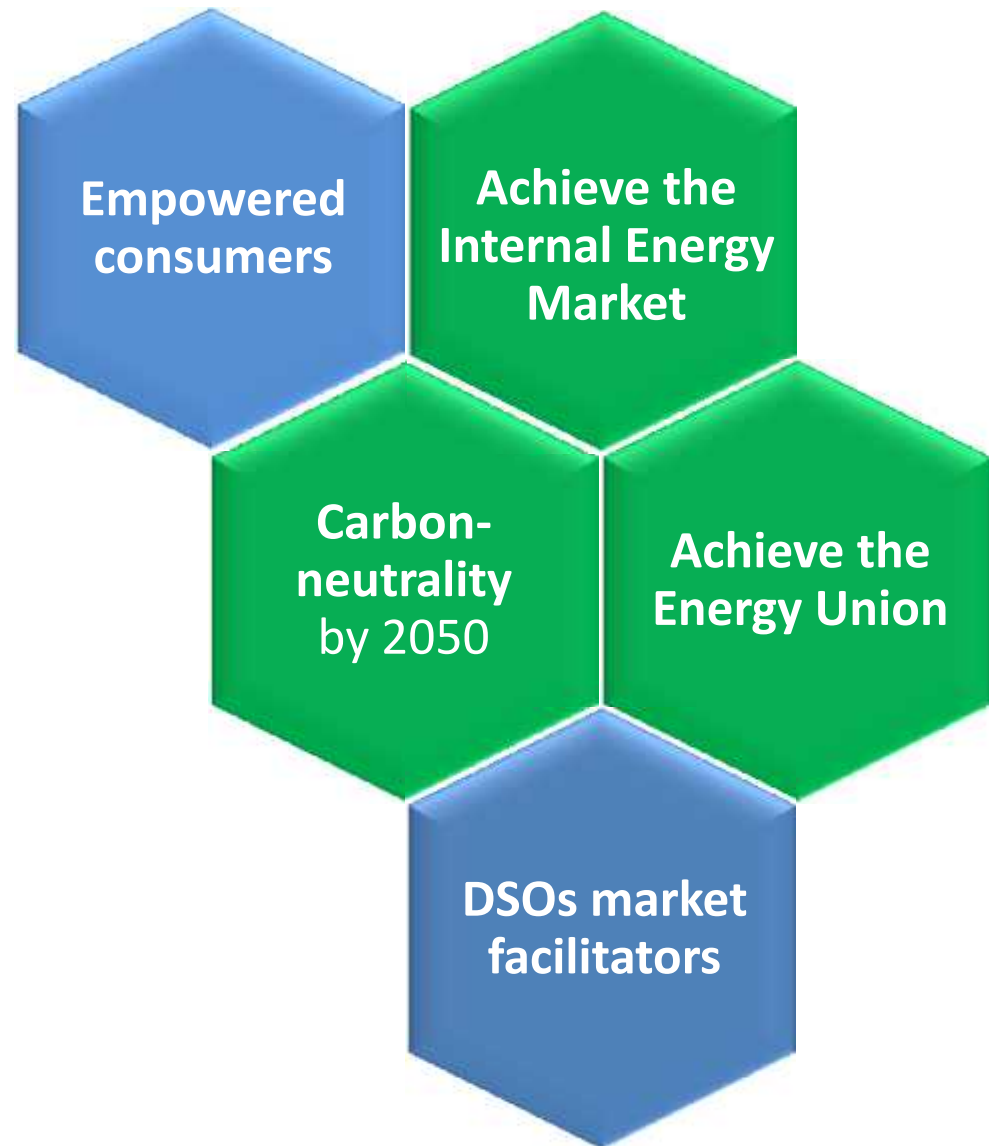 Empowered
consumers
Achieve the
Internal Energy
Market
Carbon-
neutrality
by 2050
Achieve the
Energy Union
DSOs market
facilitators